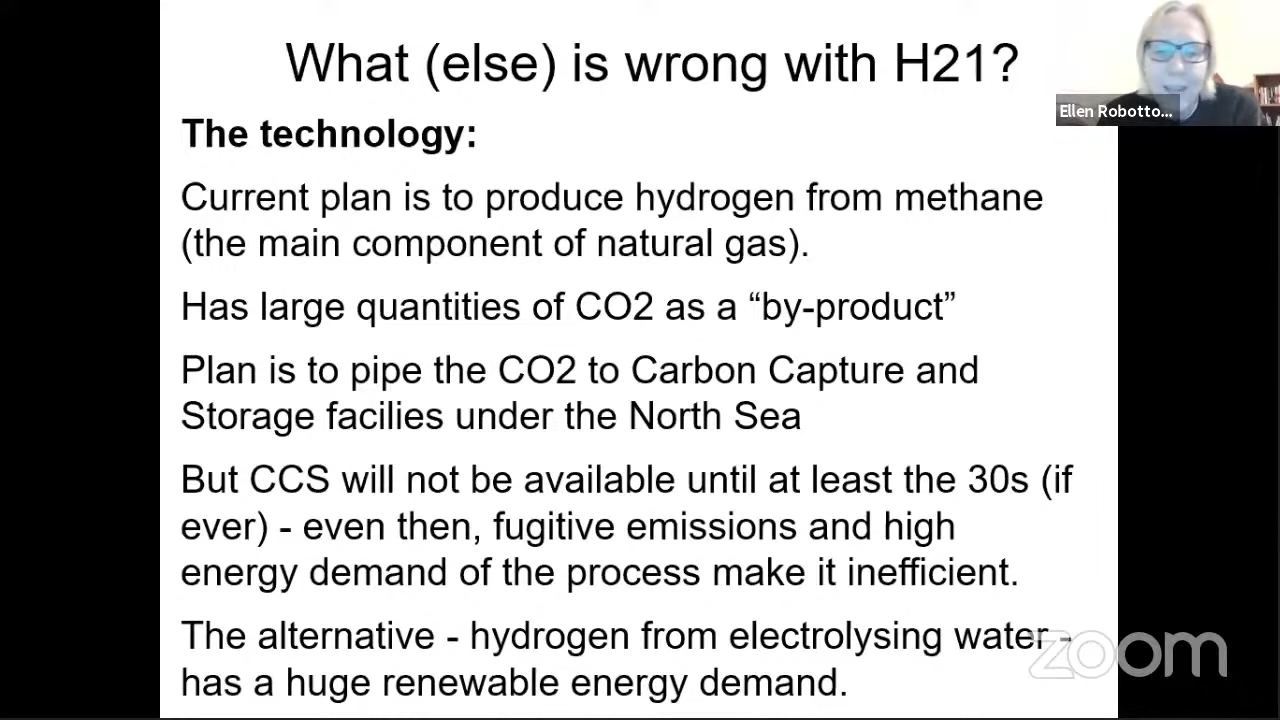 What (else) is wrong with H21?
Ellen Robotto...
The technology:
Current plan is to produce hydrogen from methane
(the main component of natural gas).
Has large quantities of CO2 as a “by-product”
Plan is to pipe the CO2 to Carbon Capture and
Storage facilies under the North Sea
But CCS will not be available until at least the 30s (if
ever) - even then, fugitive emissions and high
energy demand of the process make it inefficient.
The alternative - hydrogen from electrolysing water -
has a huge renewable energy demand.
zoom